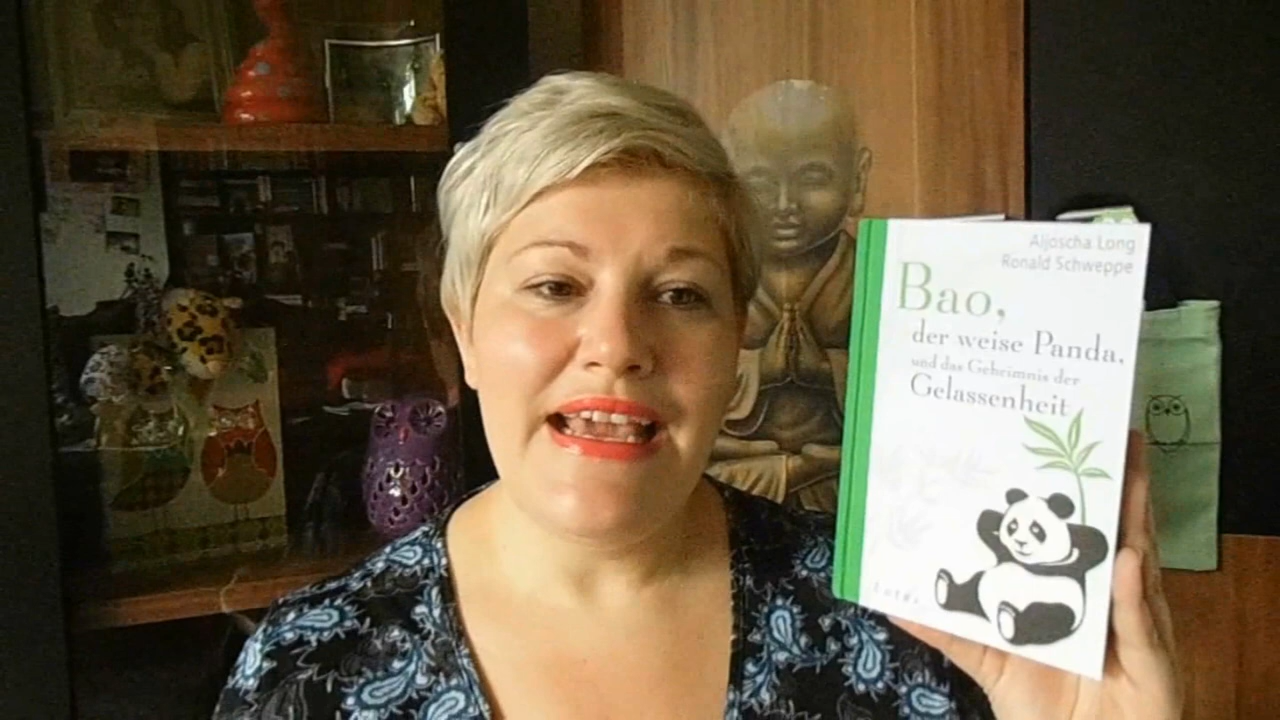 Aljoscha Long
Ronald Schweppe
Bao,
der weise Panda,
und das Geheimnis der
Gelassenheit